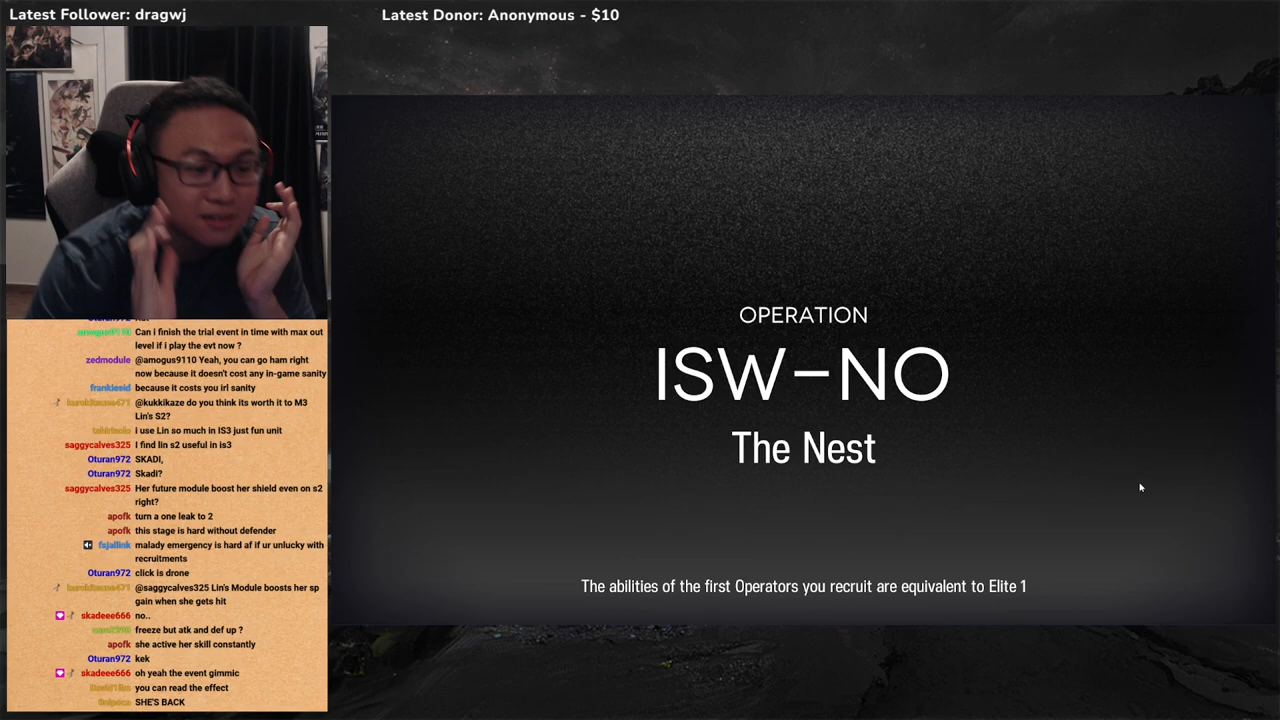 Latest Follower: dragwj
Latest Donor: Anonymous - $10
amogus9110 Can i finish the trial event in time with max out
level if i play the evt now ?
zedmodule @amogus9110 Yeah, you can go ham right
now because it doesn't cost any in-game sanity
frankiesid because it costs you irl sanity
@kukkikaze do you think its worth it to M3
Lin's S2?
i use Lin so much in IS3 just fun unit
saggycalves325 I find lin s2 useful in is3
Oturan972 SKADI,
Oturan972 Skadi?
saggycalves325 Her future module boost her shield even on s2
right?
apofk turn a one leak to 2
apofk this stage is hard without defender
fsjallink malady emergency is hard af if ur unlucky with
recruitments
Oturan972 click is drone
@saggycalves325 Lin's Module boosts her sp
gain when she gets hit
skadeee666 no..
freeze but atk and def up ?
apofk she active her skill constantly
Oturan972 kek
skadeee666 oh yeah the event gimmic
you can read the effect
SHE'S BACK
OPERATION
ISW-NO
The Nest
The abilities of the first Operators you recruit are equivalent to Elite 1